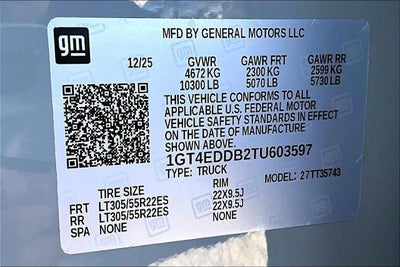 gm
MFD BY GENERAL MOTORS LLC
12/25 GVWR GAWR FRT GAWR RR
4672 KG 2300 KG 2599 KG
10300 LB 5070 LB 5730 LB
THIS VEHICLE CONFORMS TO ALL
APPLICABLE U.S. FEDERAL MOTOR
VEHICLE SAFETY STANDARDS IN EFFECT
ON THE DATE OF MANUFACTURE
SHOWN ABOVE.
1GT4EDDB2TU603597
TYPE: TRUCK MODEL: 27TT35743
TIRE SIZE RIM
FRT LT305/55R22ES 22X9.5J
RR LT305/55R22ES 22X9.5J
SPA NONE NONE